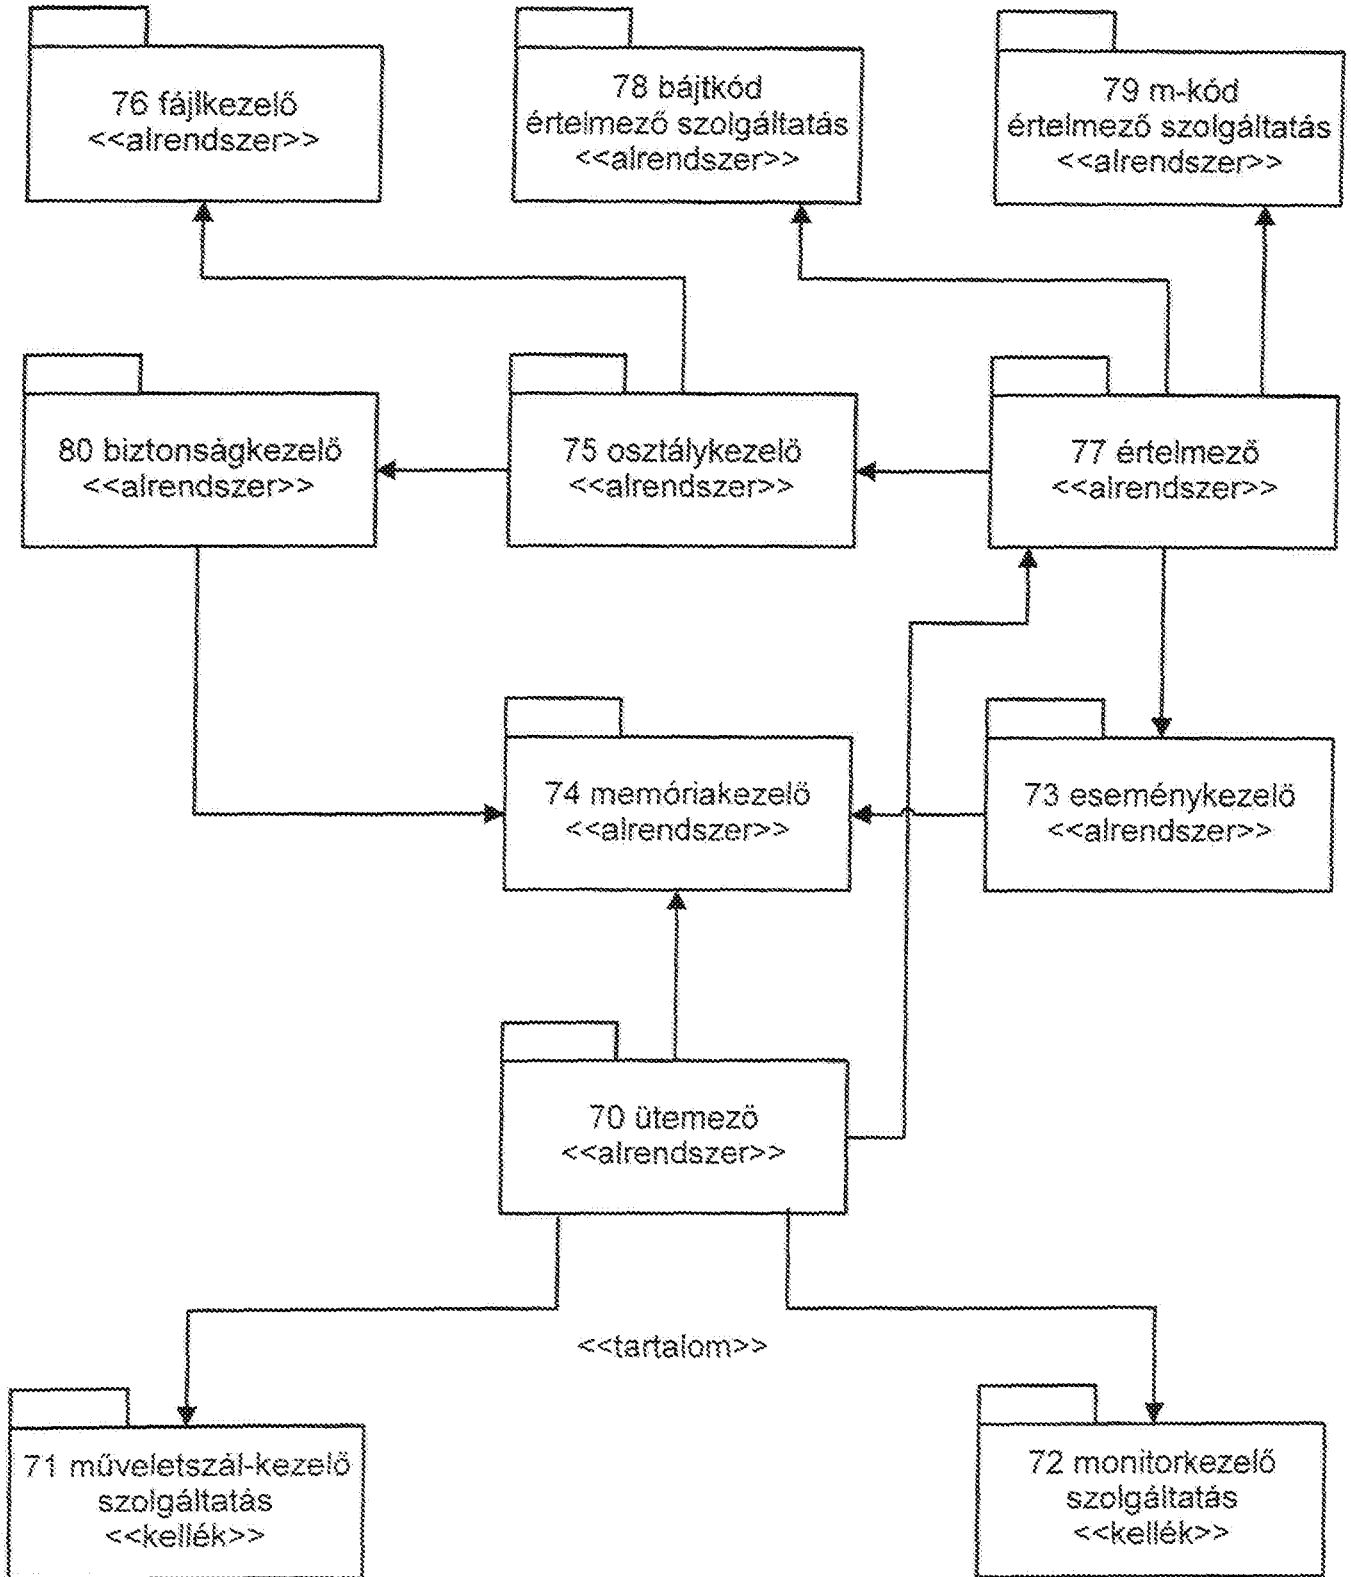 76 fájlkezelő
<<alrendszer>>
78 bájtkód
értelmező szolgáltatás
<<alrendszer>>
79 m-kód
értelmező szolgáltatás
<<alrendszer>>
80 biztonságkezelő
<<alrendszer>>
75 osztálykezelő
<<alrendszer>>
77 értelmező
<<alrendszer>>
74 memóriakezelő
<<alrendszer>>
73 eseménykezelő
<<alrendszer>>
70 ütemező
<<alrendszer>>
<<tartalom>>
71 műveletszál-kezelő
szolgáltatás
<<kellék>>
72 monitorkezelő
szolgáltatás
<<kellék>>